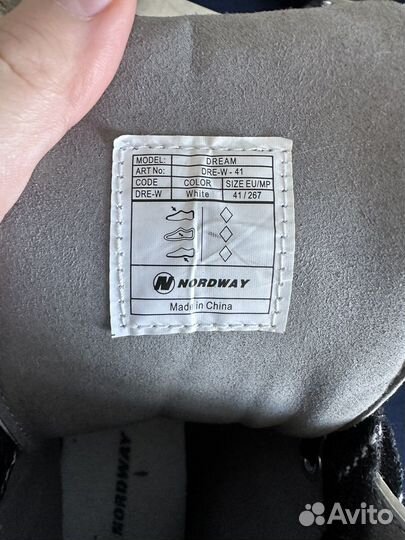 MODEL: DREAM
ART No: DRE-W - 41
CODE COLOR SIZE EU/MP
DRE-W White 41 / 267
N NORDWAY
Made in China
NORDWAY
Avito